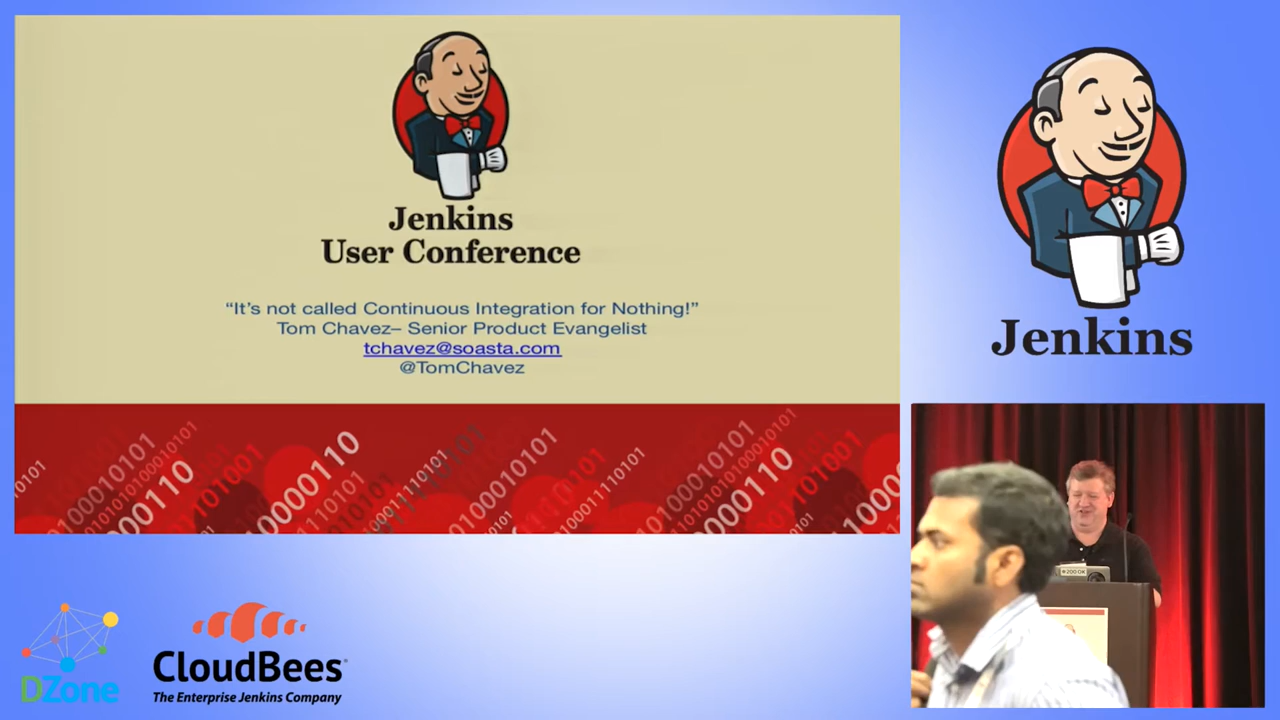 Jenkins
User Conference
“It’s not called Continuous Integration for Nothing!”
Tom Chavez– Senior Product Evangelist
tchavez@soasta.com
@TomChavez
Jenkins
DZone
CloudBees
The Enterprise Jenkins Company